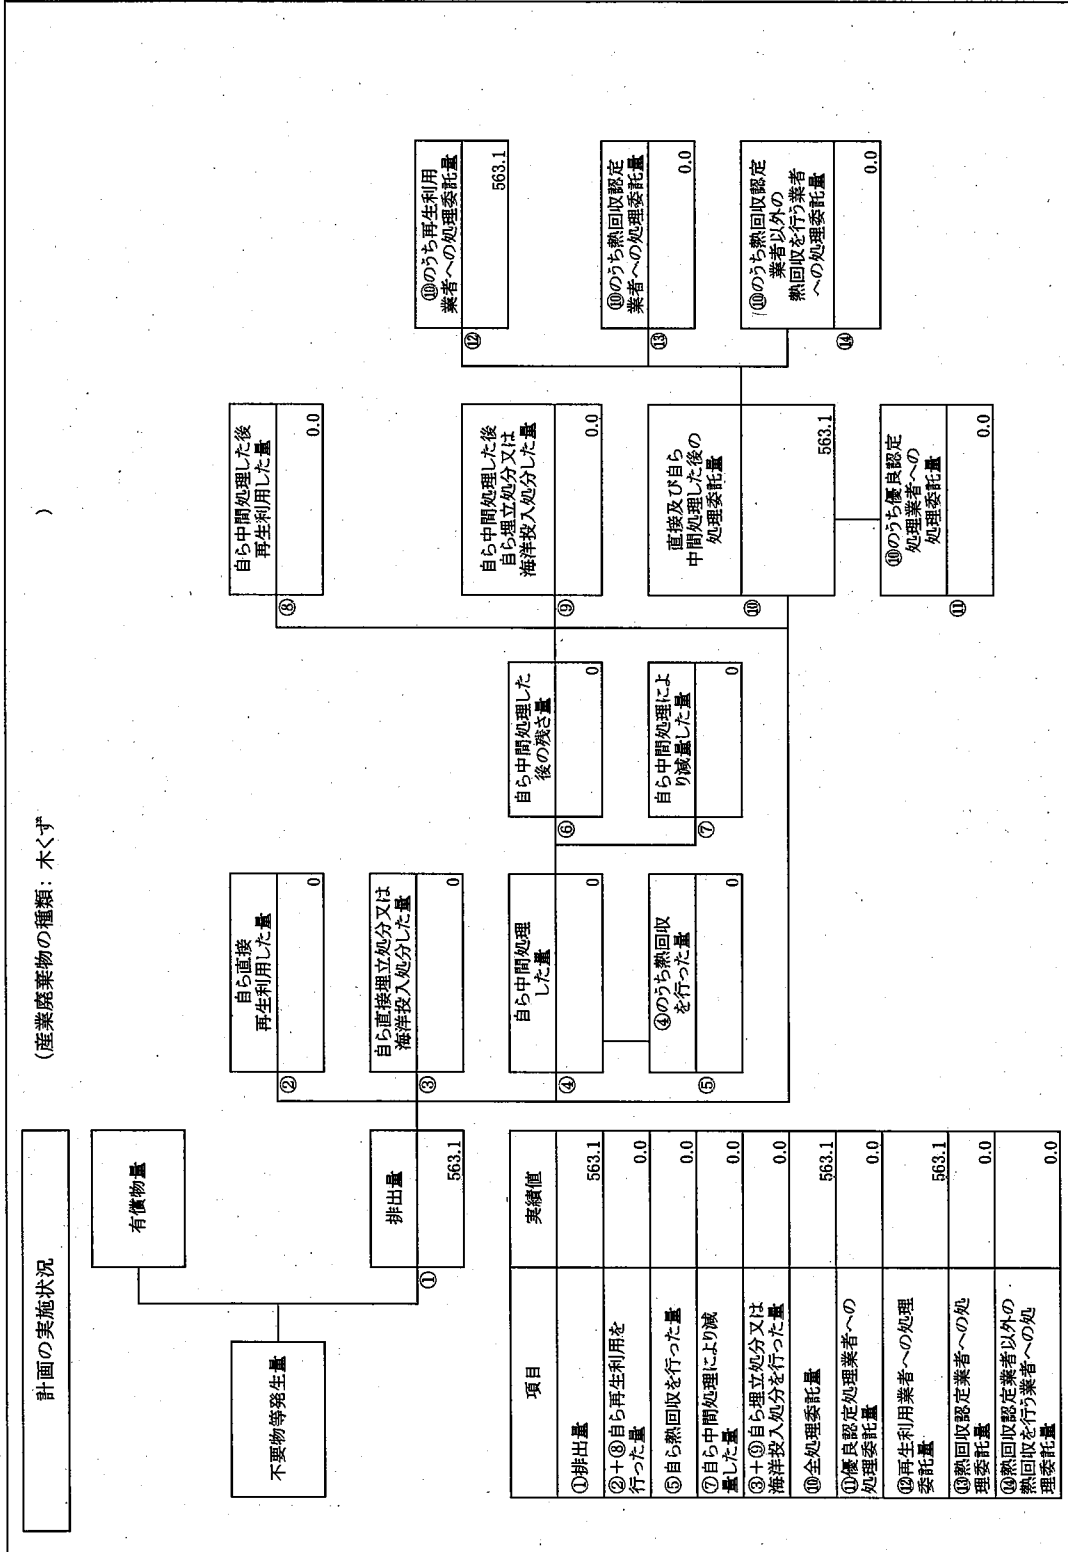 計画の実施状況
(産業廃棄物の種類: 木くず
)
不要物等発生量
有償物量
①
排出量
563.1
②
自ら直接
再生利用した量
0
③
自ら直接埋立処分又は
海洋投入処分した量
0
④
自ら中間処理
した量
0
⑤
④のうち熱回収
を行った量
0
⑥
自ら中間処理した
後の残さ量
0
⑦
自ら中間処理によ
り減量した量
0
⑧
自ら中間処理した後
再生利用した量
0.0
⑨
自ら中間処理した後
自ら埋立処分又は
海洋投入処分した量
0.0
⑩
直接及び自ら
中間処理した後の
処理委託量
563.1
⑪
⑩のうち優良認定
処理業者への
処理委託量
0.0
⑫
⑩のうち再生利用
業者への処理委託量
563.1
⑬
⑩のうち熱回収認定
業者への処理委託量
0.0
⑭
⑩のうち熱回収認定
業者以外の
熱回収を行う業者
への処理委託量
0.0
項目 実績値
①排出量 563.1
②+⑧自ら再生利用を
行った量 0.0
⑤自ら熱回収を行った量 0.0
⑦自ら中間処理により減
量した量 0.0
③+⑨自ら埋立処分又は
海洋投入処分を行った量 0.0
⑩全処理委託量 563.1
⑪優良認定処理業者への
処理委託量 0.0
⑫再生利用業者への処理
委託量 563.1
⑬熱回収認定業者への処
理委託量 0.0
⑭熱回収認定業者以外の
熱回収を行う業者への処
理委託量 0.0